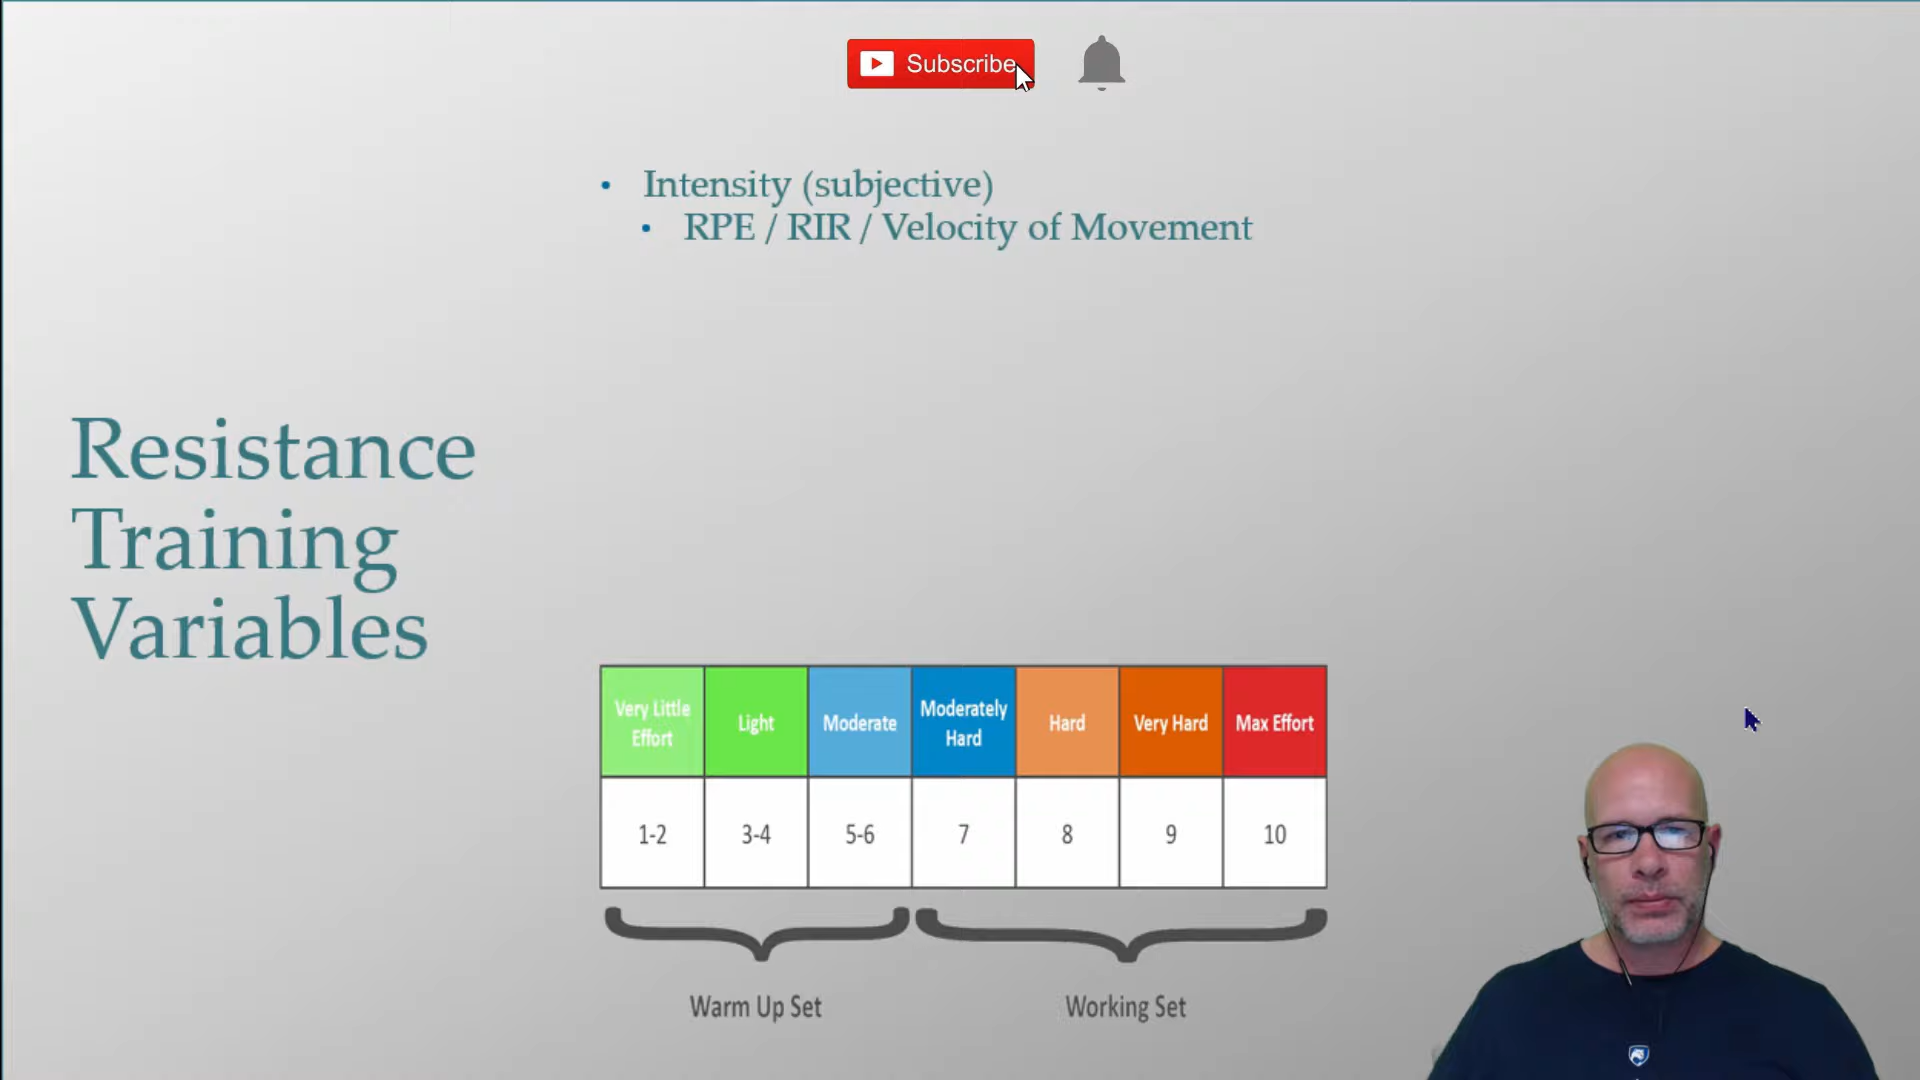 Subscribe
• Intensity (subjective)
• RPE / RIR / Velocity of Movement
Resistance
Training
Variables
Very Little Effort Light Moderate Moderately Hard Hard Very Hard Max Effort
1-2 3-4 5-6 7 8 9 10
Warm Up Set Working Set